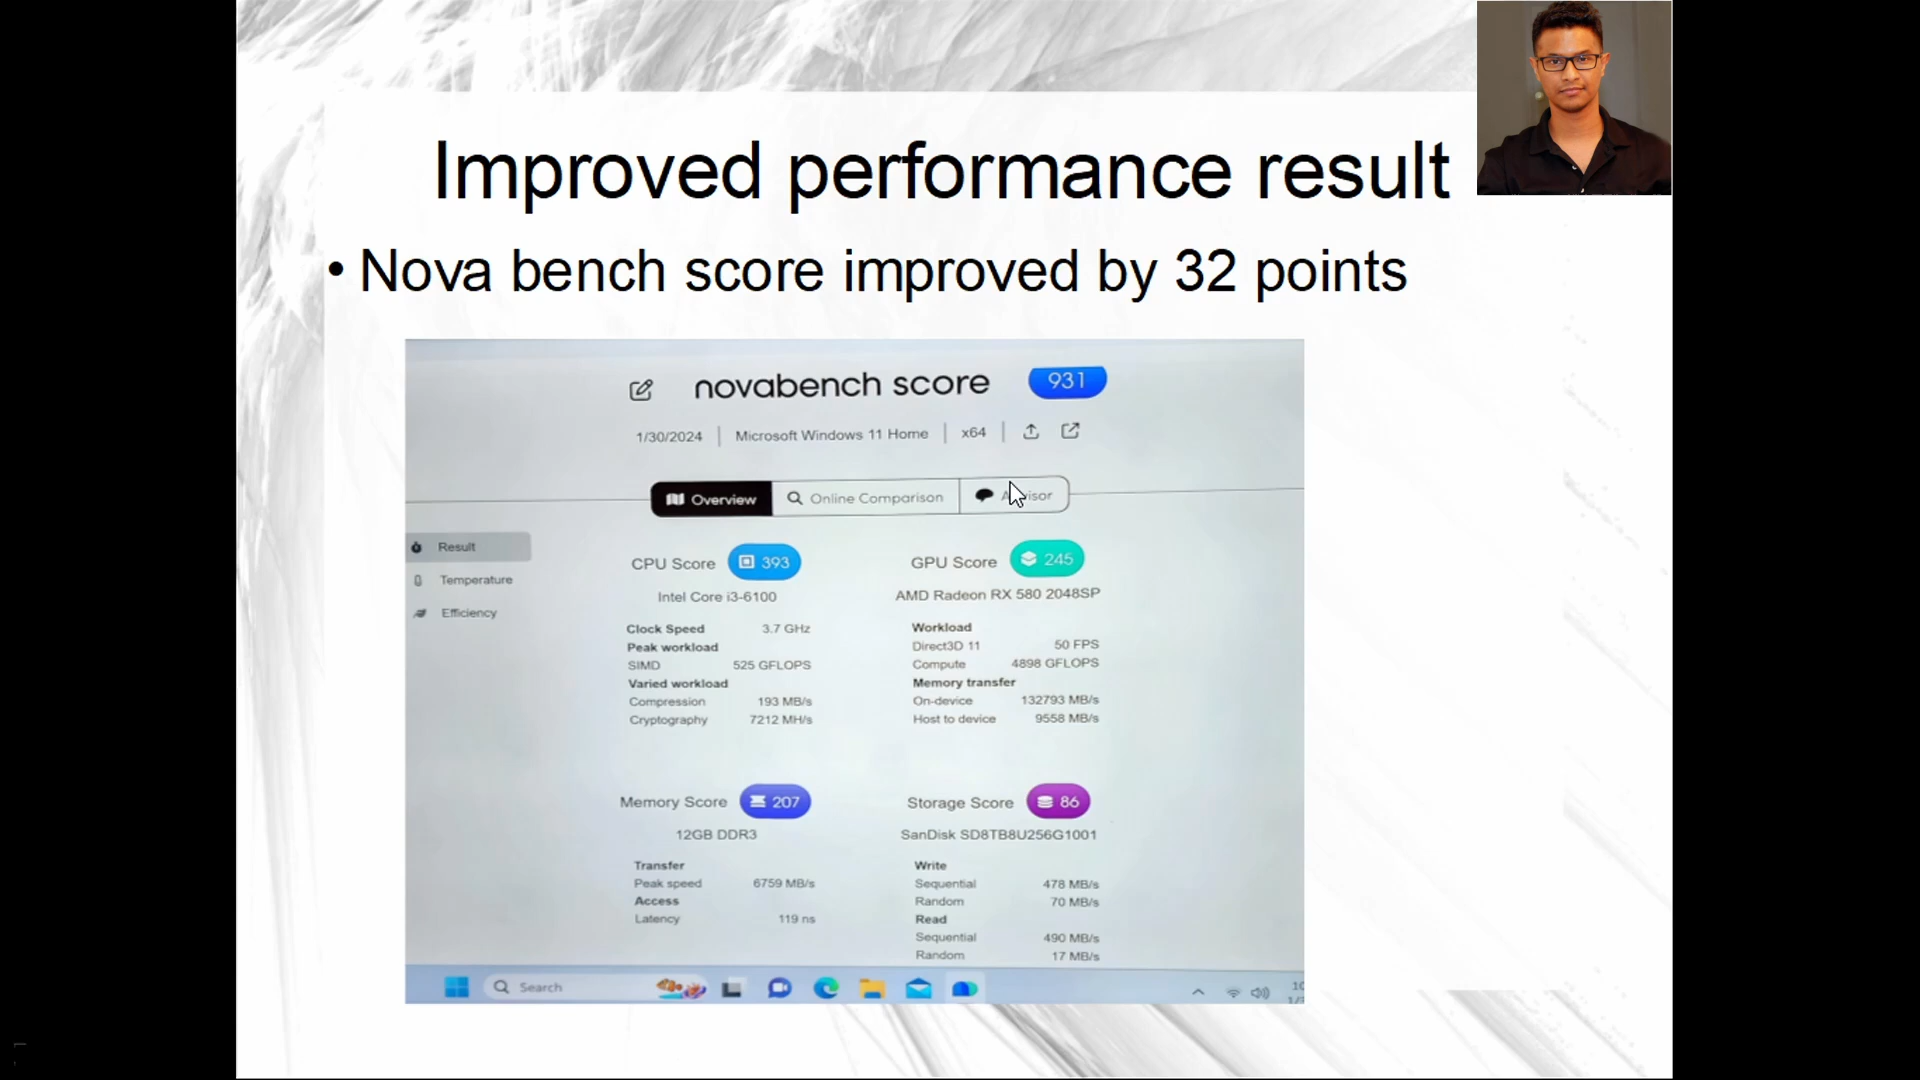 Improved performance result
• Nova bench score improved by 32 points
novabench score 931
1/30/2024 | Microsoft Windows 11 Home | x64
Overview Online Comparison
Result
Temperature
Efficiency
CPU Score 393
Intel Core i3-6100
Clock Speed 3.7 GHz
Peak workload
SIMD 525 GFLOPS
Varied workload
Compression 193 MB/s
Cryptography 7212 MH/s
GPU Score 245
AMD Radeon RX 580 2048SP
Workload
Direct3D 11 50 FPS
Compute 4898 GFLOPS
Memory transfer
On-device 132793 MB/s
Host to device 9558 MB/s
Memory Score 207
12GB DDR3
Transfer
Peak speed 6759 MB/s
Access
Latency 119 ns
Storage Score 86
SanDisk SD8TB8U256G1001
Write
Sequential 478 MB/s
Random 70 MB/s
Read
Sequential 490 MB/s
Random 17 MB/s
Search